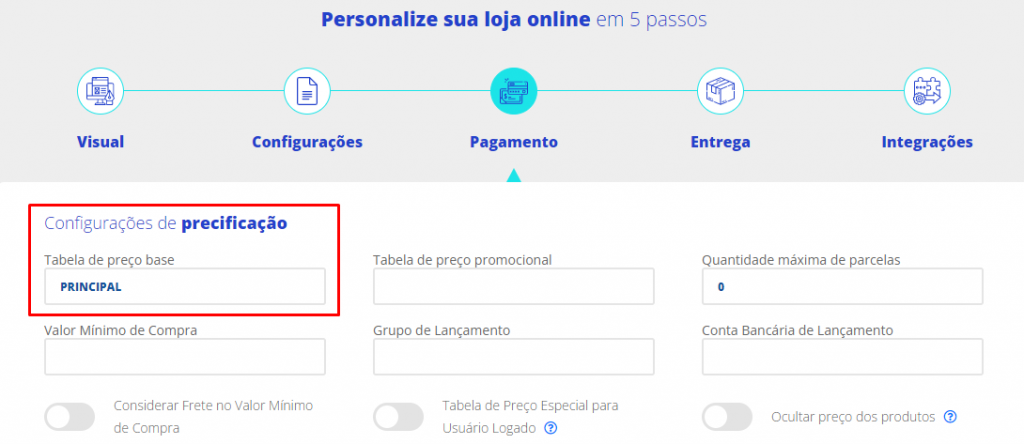 Personalize sua loja online em 5 passos
Visual
Configurações
Pagamento
Entrega
Integrações
Configurações de precificação
Tabela de preço base
Tabela de preço promocional
Quantidade máxima de parcelas
PRINCIPAL
0
Valor Mínimo de Compra
Grupo de Lançamento
Conta Bancária de Lançamento
Considerar Frete no Valor Mínimo
de Compra
Tabela de Preço Especial para
Usuário Logado ?
Ocultar preço dos produtos ?